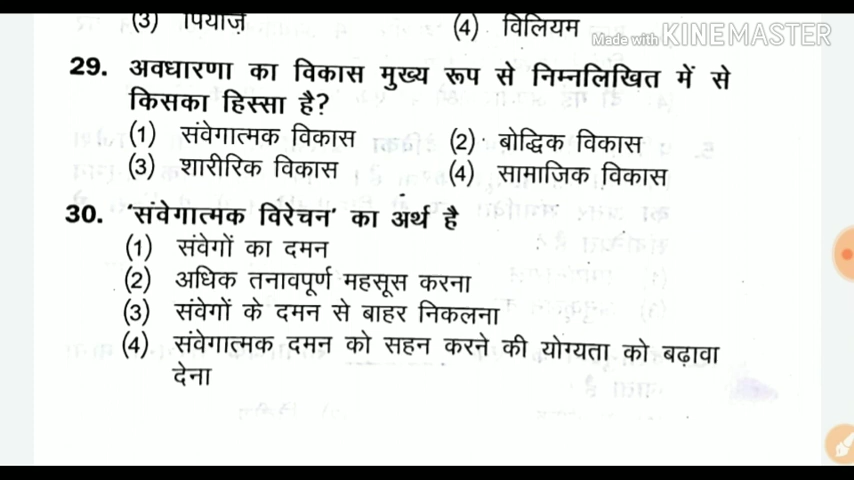 (3) पियाज़े
(4) विलियम
Made with KINEMASTER
29. अवधारणा का विकास मुख्य रूप से निम्नलिखित में से
किसका हिस्सा है?
(1) संवेगात्मक विकास
(2) बोद्धिक विकास
(3) शारीरिक विकास
(4) सामाजिक विकास
30. 'संवेगात्मक विरेचन' का अर्थ है
(1) संवेगों का दमन
(2) अधिक तनावपूर्ण महसूस करना
(3) संवेगों के दमन से बाहर निकलना
(4) संवेगात्मक दमन को सहन करने की योग्यता को बढ़ावा
देना